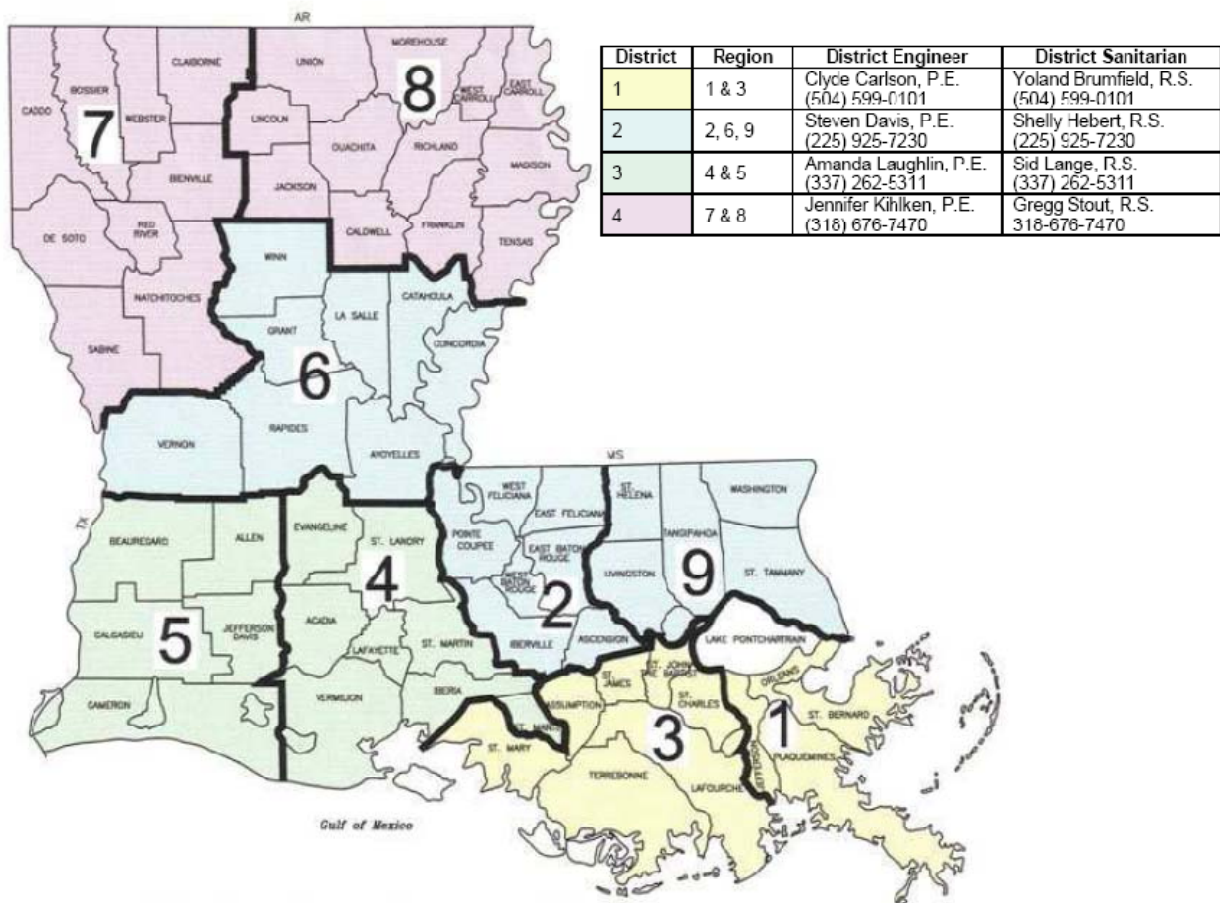 AR
CADDO
BOSSIER
WEBSTER
CLAIBORNE
UNION
MOREHOUSE
WEST
CARROLL
EAST
CARROLL
7
8
LINCOLN
OUACHITA
RICHLAND
MADISON
BIENVILLE
JACKSON
DE SOTO
RED
RIVER
CALDWELL
FRANKLIN
TENSAS
NATCHITOCHES
SABINE
WINN
GRANT
LA SALLE
CATAHOULA
CONCORDIA
6
VERNON
RAPIDES
AVOYELLES
MS
TX
BEAUREGARD
ALLEN
EVANGELINE
ST. LANDRY
4
5
CALCASIEU
JEFFERSON
DAVIS
ACADIA
LAFAYETTE
ST. MARTIN
CAMERON
VERMILION
IBERIA
ST. MARTIN
WEST
FELICIANA
EAST FELICIANA
POINTE
COUPEE
EAST BATON
ROUGE
WEST
BATON
ROUGE
2
IBERVILLE
ASCENSION
ST.
HELENA
WASHINGTON
TANGIPAHOA
9
LIVINGSTON
ST. TAMMANY
LAKE PONTCHARTRAIN
ST.
JAMES
ST. JOHN
THE BAPTIST
ST.
CHARLES
ASSUMPTION
ORLEANS
ST. BERNARD
3
1
ST. MARY
TERREBONNE
LAFOURCHE
JEFFERSON
PLAQUEMINES
Gulf of Mexico
District Region District Engineer District Sanitarian
1 1 & 3 Clyde Carlson, P.E. Yoland Brumfield, R.S.
(504) 599-0101 (504) 599-0101
2 2, 6, 9 Steven Davis, P.E. Shelly Hebert, R.S.
(225) 925-7230 (225) 925-7230
3 4 & 5 Amanda Laughlin, P.E. Sid Lange, R.S.
(337) 262-5311 (337) 262-5311
4 7 & 8 Jennifer Kihlken, P.E. Gregg Stout, R.S.
(318) 676-7470 318-676-7470